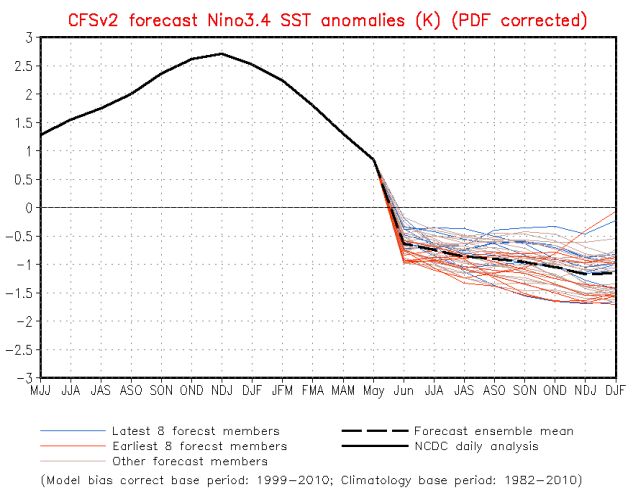 CFSv2 forecast Nino3.4 SST anomalies (K) (PDF corrected)
3
2.5
2
1.5
1
0.5
0
-0.5
-1
-1.5
-2
-2.5
-3
MJJ JJA JAS ASO SON OND NDJ DJF JFM FMA MAM May Jun JJA JAS ASO SON OND NDJ DJF
Latest 8 forecst members
Forecast ensemble mean
Earliest 8 forecst members
NCDC daily analysis
Other forecast members
(Model bias correct base period: 1999-2010; Climatology base period: 1982-2010)